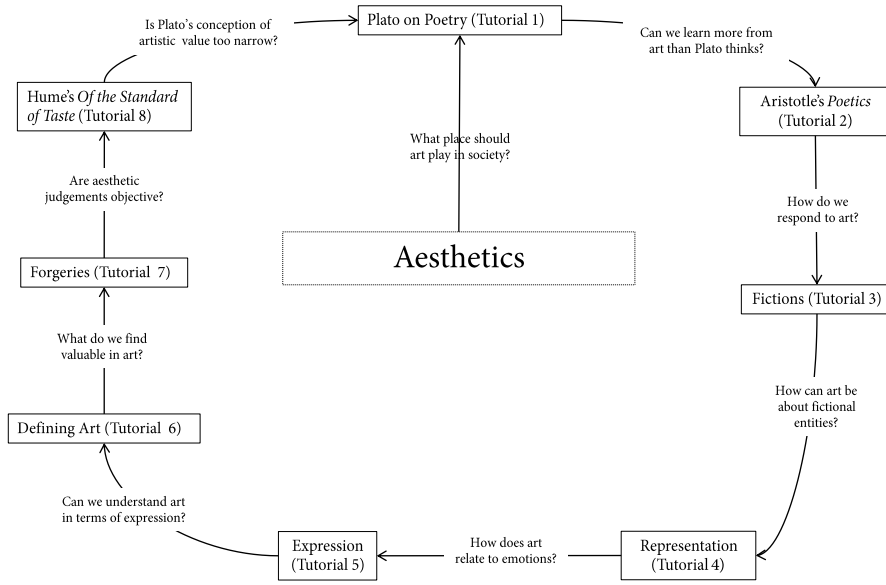 Is Plato's conception of
artistic value too narrow?
Plato on Poetry (Tutorial 1)
Can we learn more from
art than Plato thinks?
Hume's Of the Standard
of Taste (Tutorial 8)
Aristotle's Poetics
(Tutorial 2)
What place should
art play in society?
Are aesthetic
judgements objective?
How do we
respond to art?
Aesthetics
Forgeries (Tutorial 7)
Fictions (Tutorial 3)
What do we find
valuable in art?
How can art be
about fictional
entities?
Defining Art (Tutorial 6)
Can we understand art
in terms of expression?
Expression
(Tutorial 5)
How does art
relate to emotions?
Representation
(Tutorial 4)